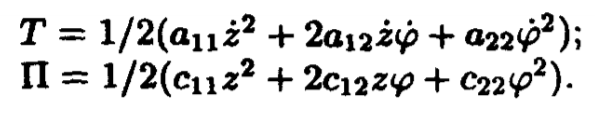 T = 1/2(a₁₁ż² + 2a₁₂żφ̇ + a₂₂φ̇²);
Π = 1/2(c₁₁z² + 2c₁₂zφ + c₂₂φ²).